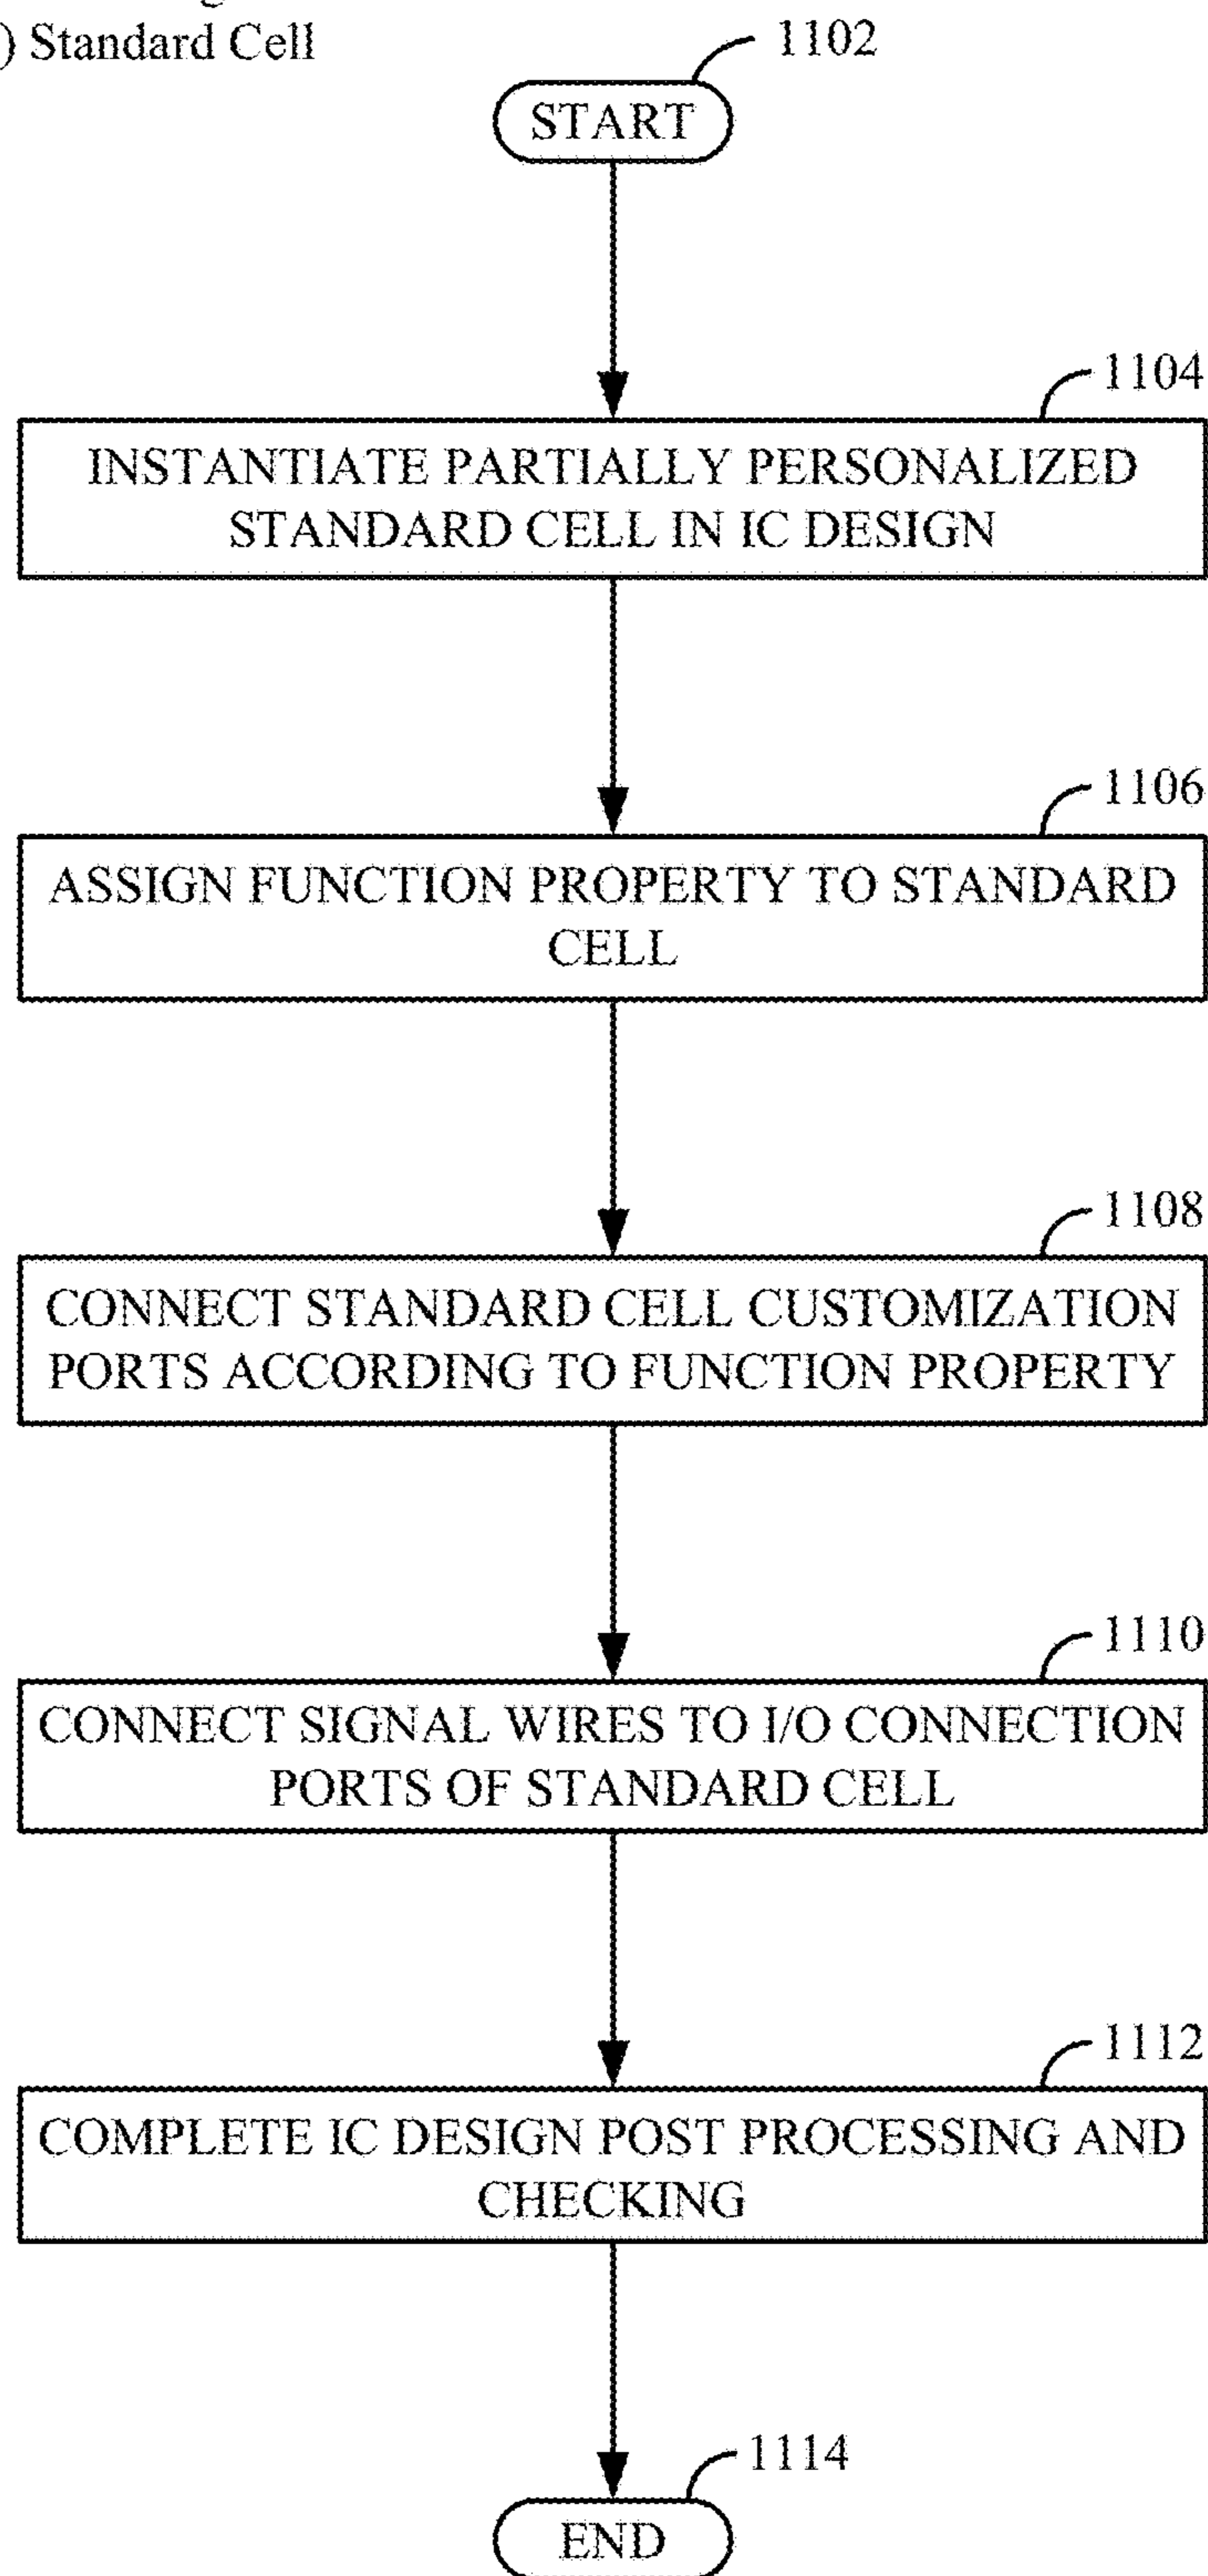 ) Standard Cell
1102
START
1104
INSTANTIATE PARTIALLY PERSONALIZED
STANDARD CELL IN IC DESIGN
1106
ASSIGN FUNCTION PROPERTY TO STANDARD
CELL
1108
CONNECT STANDARD CELL CUSTOMIZATION
PORTS ACCORDING TO FUNCTION PROPERTY
1110
CONNECT SIGNAL WIRES TO I/O CONNECTION
PORTS OF STANDARD CELL
1112
COMPLETE IC DESIGN POST PROCESSING AND
CHECKING
1114
END